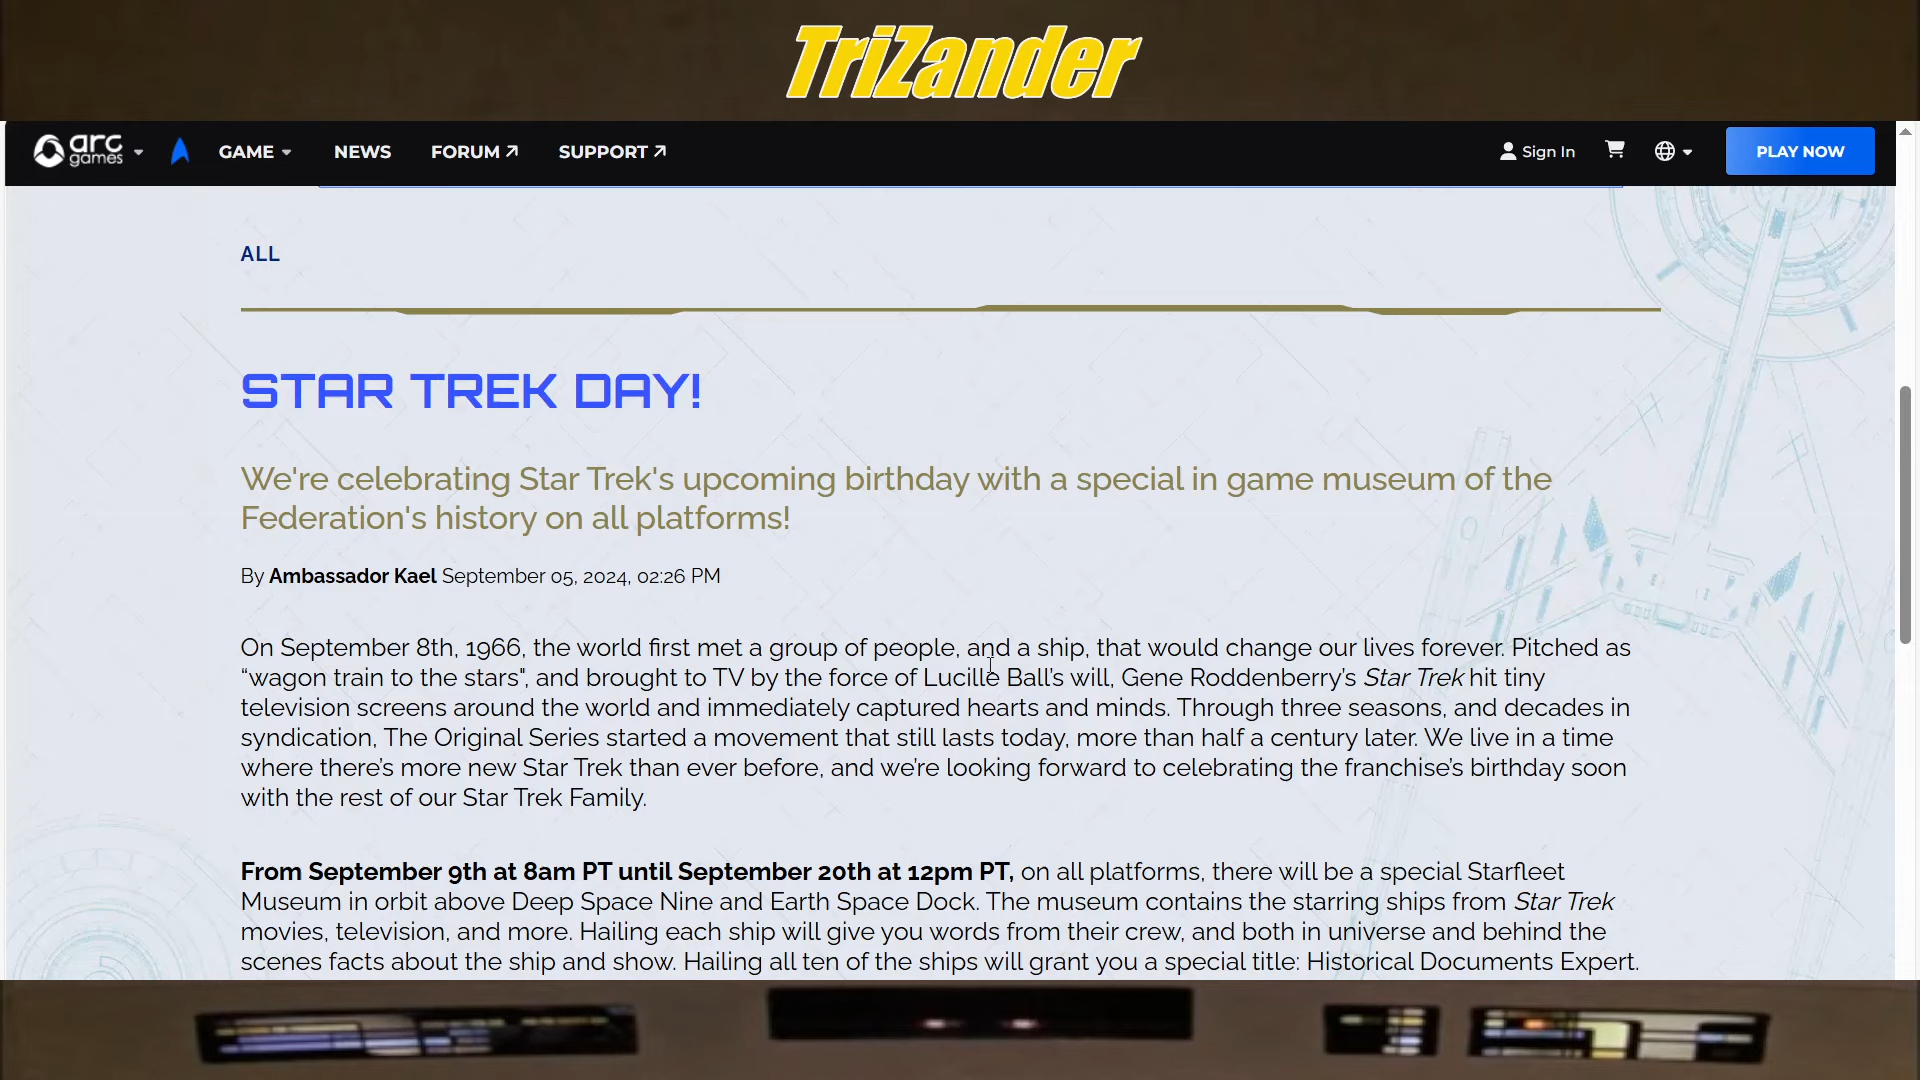 TriZander
arc games
GAME
NEWS
FORUM
SUPPORT
Sign In
PLAY NOW
ALL
STAR TREK DAY!
We're celebrating Star Trek's upcoming birthday with a special in game museum of the
Federation's history on all platforms!
By Ambassador Kael September 05, 2024, 02:26 PM
On September 8th, 1966, the world first met a group of people, and a ship, that would change our lives forever. Pitched as
“wagon train to the stars", and brought to TV by the force of Lucille Ball’s will, Gene Roddenberry’s Star Trek hit tiny
television screens around the world and immediately captured hearts and minds. Through three seasons, and decades in
syndication, The Original Series started a movement that still lasts today, more than half a century later. We live in a time
where there’s more new Star Trek than ever before, and we’re looking forward to celebrating the franchise’s birthday soon
with the rest of our Star Trek Family.
From September 9th at 8am PT until September 20th at 12pm PT, on all platforms, there will be a special Starfleet
Museum in orbit above Deep Space Nine and Earth Space Dock. The museum contains the starring ships from Star Trek
movies, television, and more. Hailing each ship will give you words from their crew, and both in universe and behind the
scenes facts about the ship and show. Hailing all ten of the ships will grant you a special title: Historical Documents Expert.